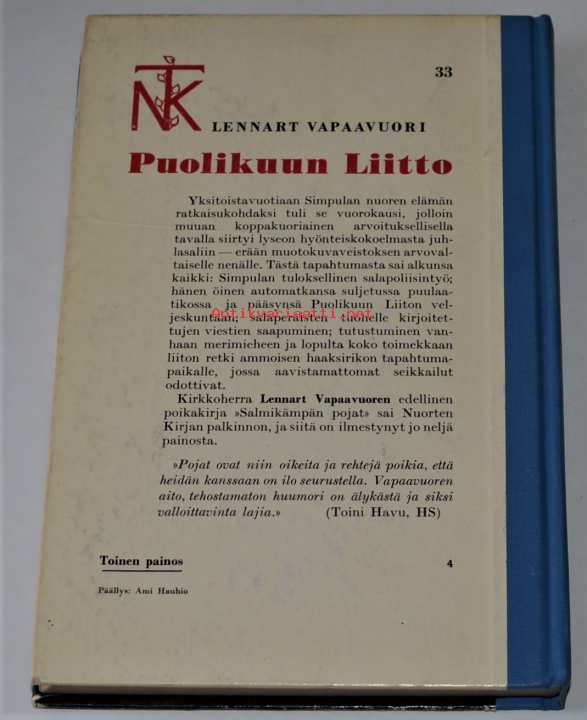 NTK
33
LENNART VAPAAVUORI
Puolikuun Liitto
Yksitoistavuotiaan Simpulan nuoren elämän
ratkaisukohdaksi tuli se vuorokausi, jolloin
muuan koppakuoriainen arvoituksellisella
tavalla siirtyi lyseon hyönteiskokoelmasta juh-
lasaliin — erään muotokuvaveistoksen arvoval-
taiselle nenälle. Tästä tapahtumasta sai alkunsa
kaikki: Simpulan tuloksellinen salapoliisintyö;
hänen öinen automatkansa suljetussa puulaa-
tikossa ja pääsynsä Puolikuun Liiton vel-
jeskuntaan; salaperäisten tuohelle kirjoitet-
Antikvariaatti.net
tujen viestien saapuminen; tutustuminen van-
haan merimieheen ja lopulta koko toimekkaan
liiton retki ammoisen haaksirikon tapahtuma-
paikalle, jossa aavistamattomat seikkailut
odottivat.
Kirkkoherra Lennart Vapaavuoren edellinen
poikakirja »Salmikämpän pojat» sai Nuorten
Kirjan palkinnon, ja siitä on ilmestynyt jo neljä
painosta.
»Pojat ovat niin oikeita ja rehtejä poikia, että
heidän kanssaan on ilo seurustella. Vapaavuoren
aito, tehostamaton huumori on älykästä ja siksi
valloittavinta lajia.» (Toini Havu, HS)
Toinen painos
4
Päällys: Ami Hauhio